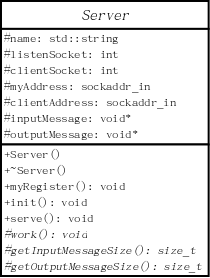 Server
#name: std::string
#listenSocket: int
#clientSocket: int
#myAddress: sockaddr_in
#clientAddress: sockaddr_in
#inputMessage: void*
#outputMessage: void*
+Server()
+~Server()
+myRegister(): void
+init(): void
+serve(): void
#work(): void
#getInputMessageSize(): size_t
#getOutputMessageSize(): size_t